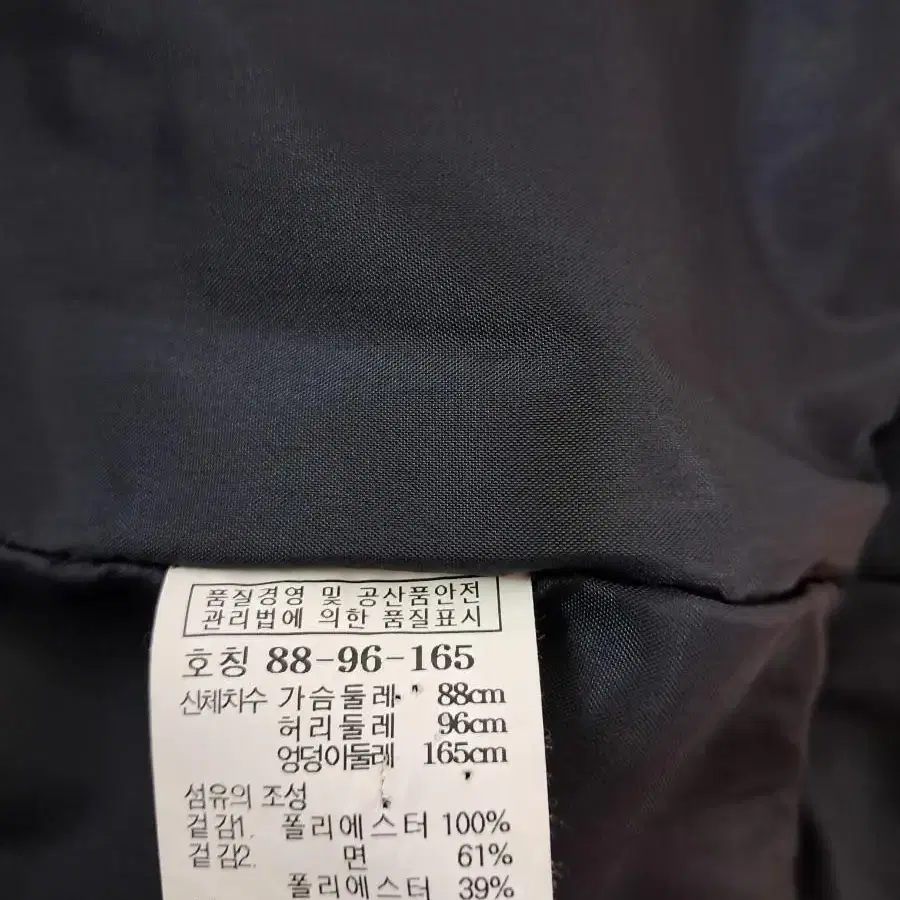 품질경영 및 공산품안전
관리법에 의한 품질표시
호칭 88-96-165
신체치수 가슴둘레 88cm
허리둘레 96cm
엉덩이둘레 165cm
섬유의 조성
겉감1. 폴리에스터 100%
겉감2. 면 61%
폴리에스터 39%